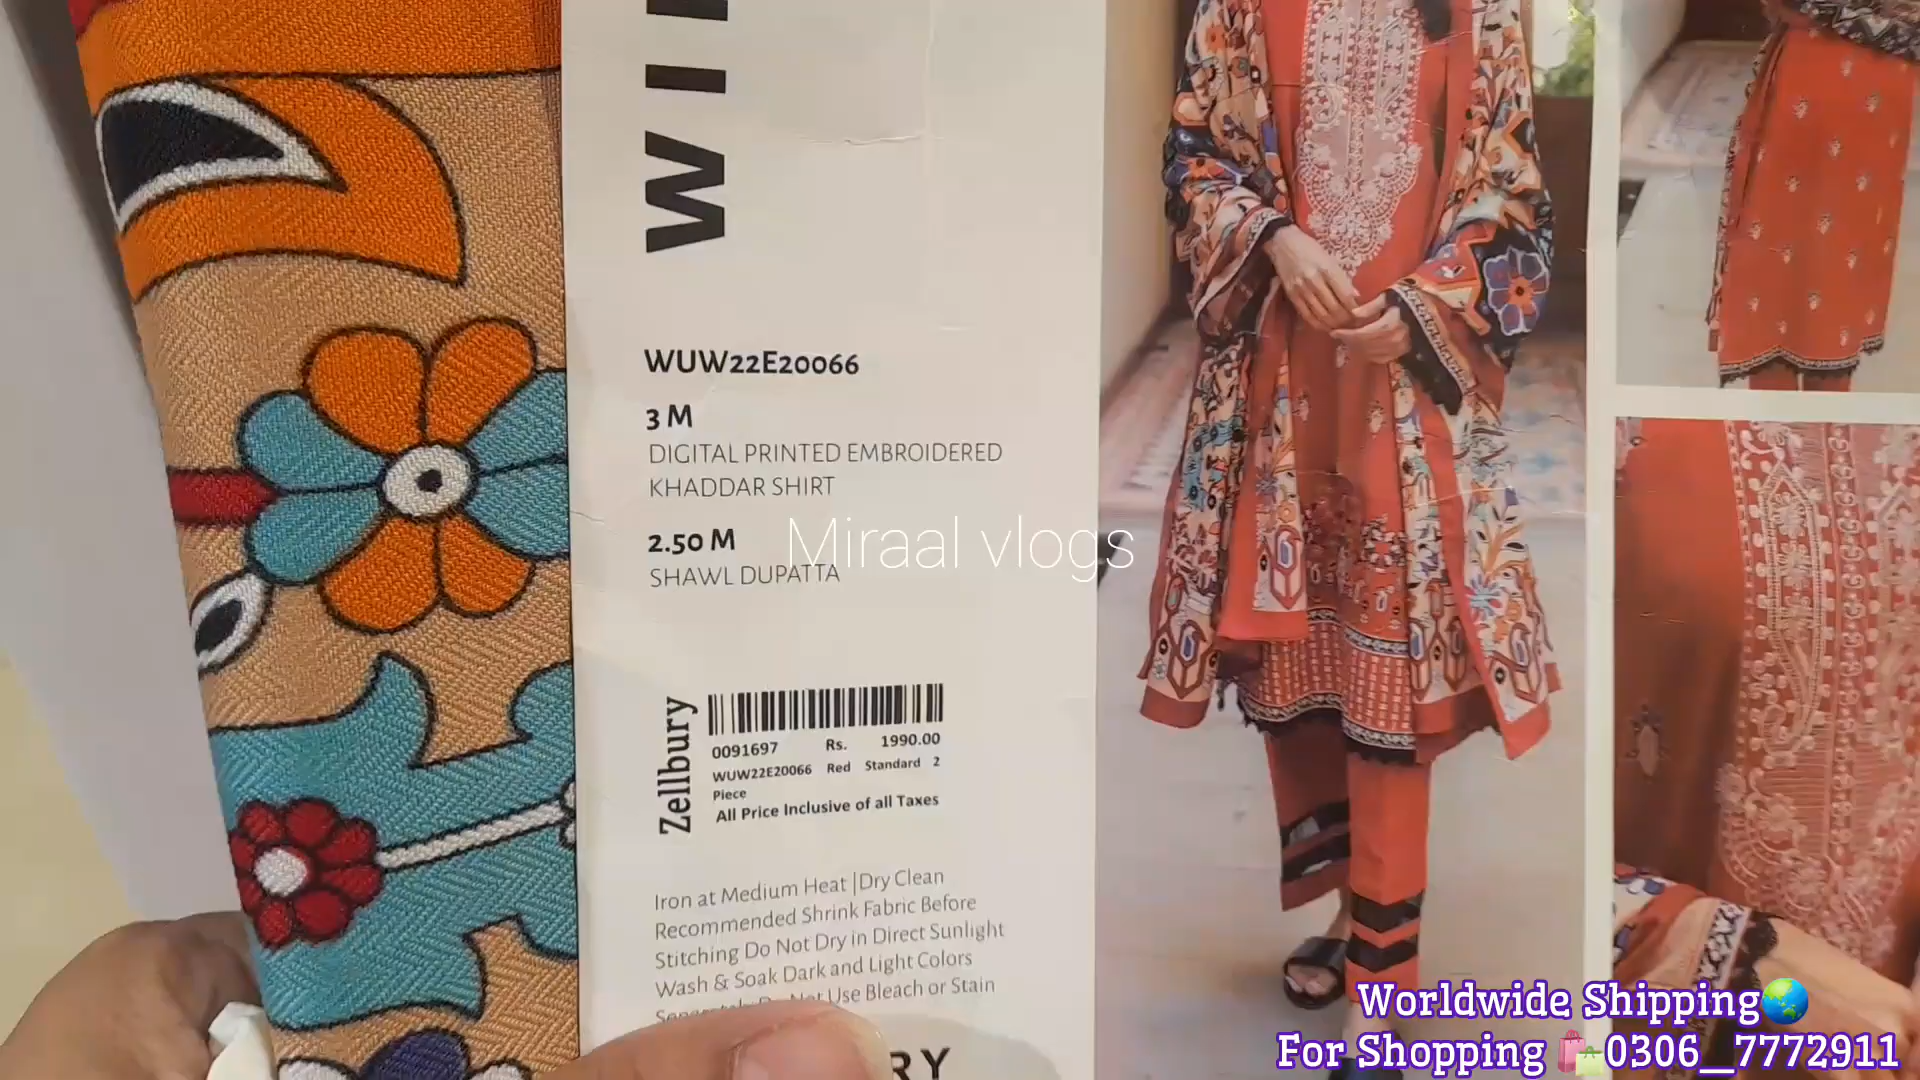 WI
WUW22E20066
3 M
DIGITAL PRINTED EMBROIDERED
KHADDAR SHIRT
2.50 M
SHAWL DUPATTA
Miraal vlogs
Zellbury
0091697 Rs. 1990.00
WUW22E20066 Red Standard 2
Piece
All Price Inclusive of all Taxes
Iron at Medium Heat |Dry Clean
Recommended Shrink Fabric Before
Stitching Do Not Dry in Direct Sunlight
Wash & Soak Dark and Light Colors
Use Bleach or Stain
RY
Worldwide Shipping🌏
For Shopping 🛍️0306_7772911